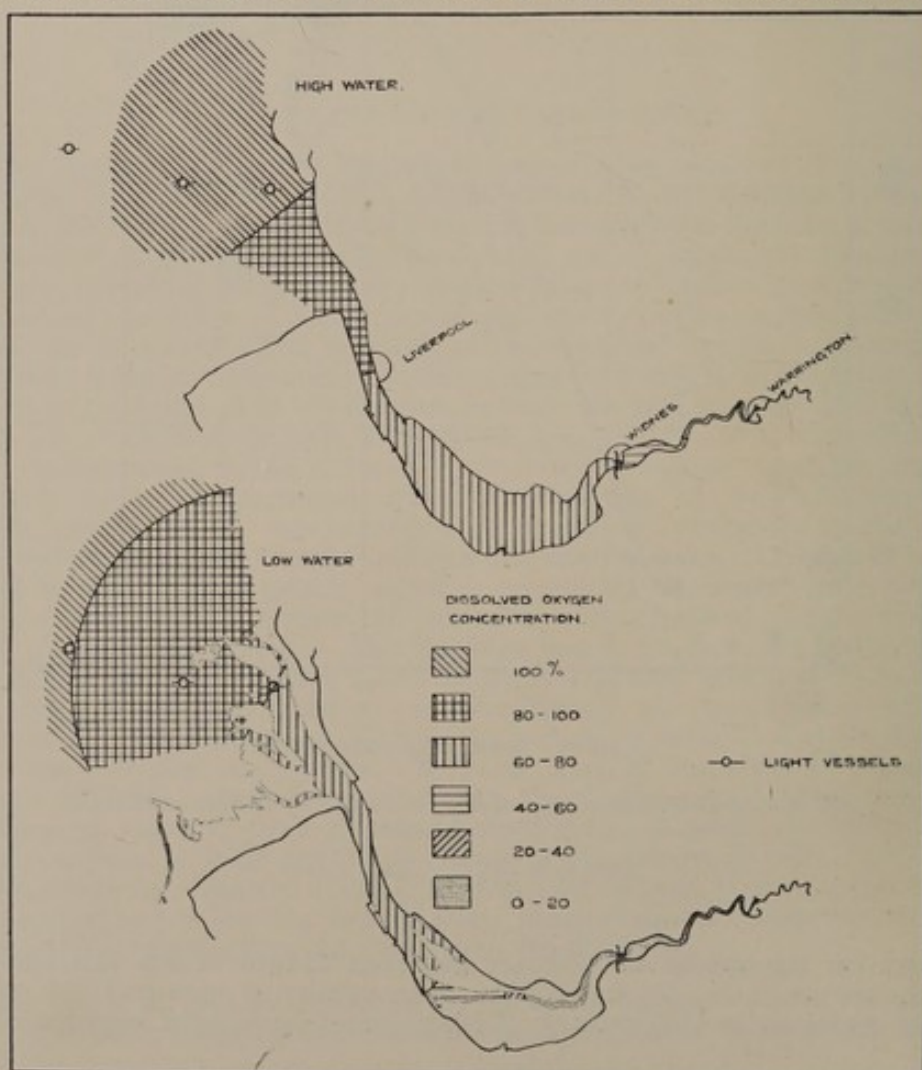 HIGH WATER.
LIVERPOOL
WIDNES
WARRINGTON.
LOW WATER
DISSOLVED OXYGEN
CONCENTRATION.
100 %
80 - 100
60 - 80
40 - 60
20 - 40
0 - 20
LIGHT VESSELS